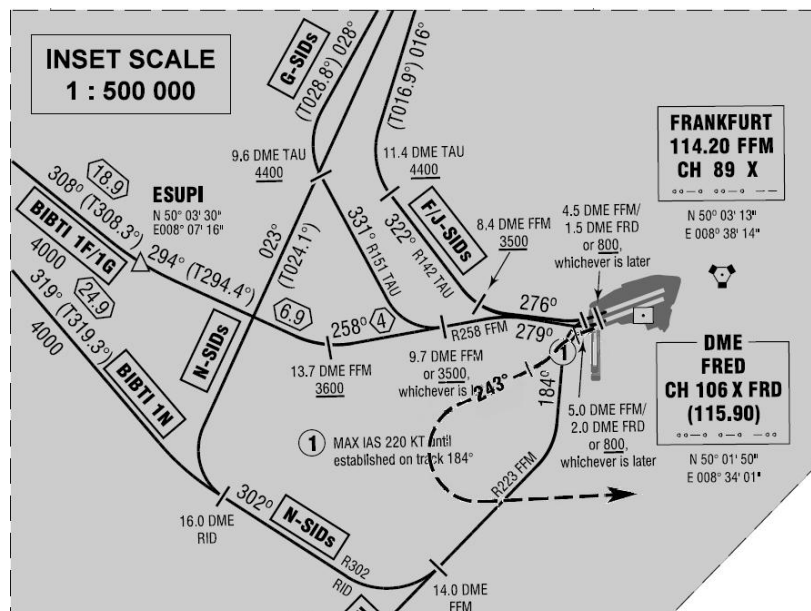 INSET SCALE
1 : 500 000
G-SIDs
(T028.8°) 028°
(T016.9°) 016°
9.6 DME TAU
4400
11.4 DME TAU
4400
FRANKFURT
114.20 FFM
CH 89 X
N 50° 03' 13"
E 008° 38' 14"
18.9
308° (T308.3°)
BIBTI 1F/1G
4000
ESUPI
N 50° 03' 30"
E008° 07' 16"
294° (T294.4°)
023°
(T024.1°)
331° R151 TAU
322° R142 TAU
F/J-SIDs
8.4 DME FFM
3500
4.5 DME FFM/
1.5 DME FRD
or 800,
whichever is later
319° (T319.3°)
24.9
4000
BIBTI 1N
N-SIDs
6.9
258°
4
R258 FFM
276°
279°
13.7 DME FFM
3600
9.7 DME FFM
or 3500,
whichever is
243°
184°
1
5.0 DME FFM/
2.0 DME FRD
or 800,
whichever is later
DME
FRED
CH 106 X FRD
(115.90)
N 50° 01' 50"
E 008° 34' 01"
1 MAX IAS 220 KT until
established on track 184°
R223 FFM
302°
N-SIDs
R302
RID
16.0 DME
RID
14.0 DME
FFM